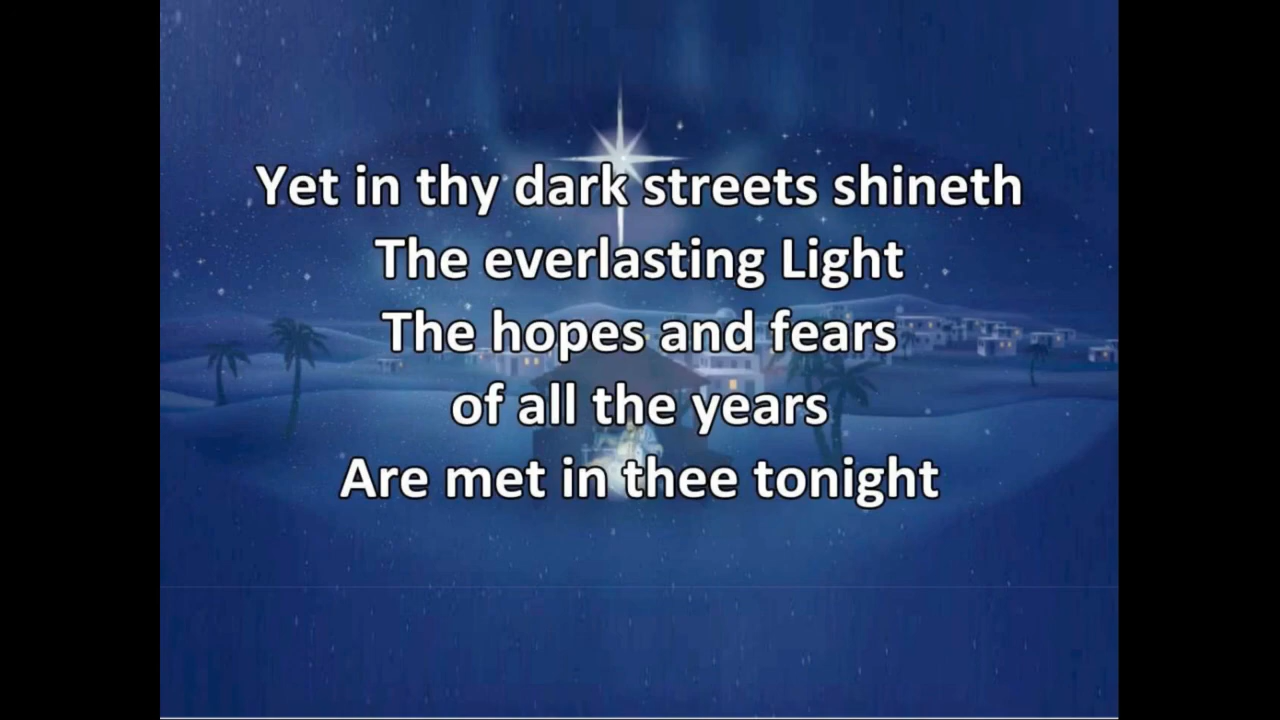 Yet in thy dark streets shineth
The everlasting Light
The hopes and fears
of all the years
Are met in thee tonight